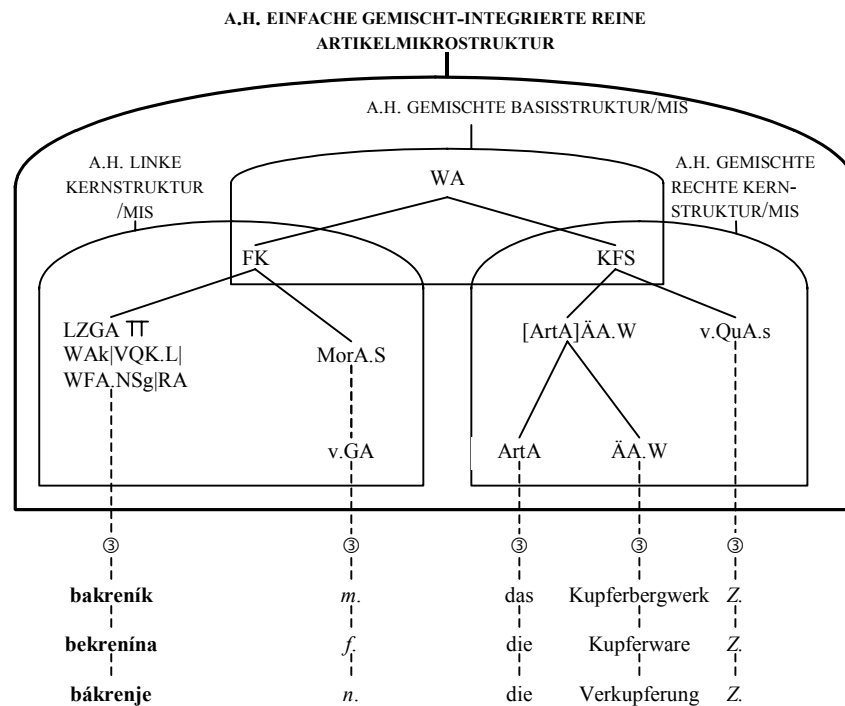 A.H. EINFACHE GEMISCHT-INTEGRIERTE REINE
ARTIKELMIKROSTRUKTUR
A.H. GEMISCHTE BASISSTRUKTUR/MIS
A.H. LINKE
KERNSTRUKTUR
/MIS
A.H. GEMISCHTE
RECHTE KERN-
STRUKTUR/MIS
WA
FK KFS
LZGA TT
WAk|VQK.L|
WFA.NSg|RA
MorA.S
[ArtA]ÄA.W v.QuA.s
v.GA ArtA ÄA.W
③ ③ ③ ③ ③
bakreník m. das Kupferbergwerk Z.
bekrenína f. die Kupferware Z.
bákrenje n. die Verkupferung Z.